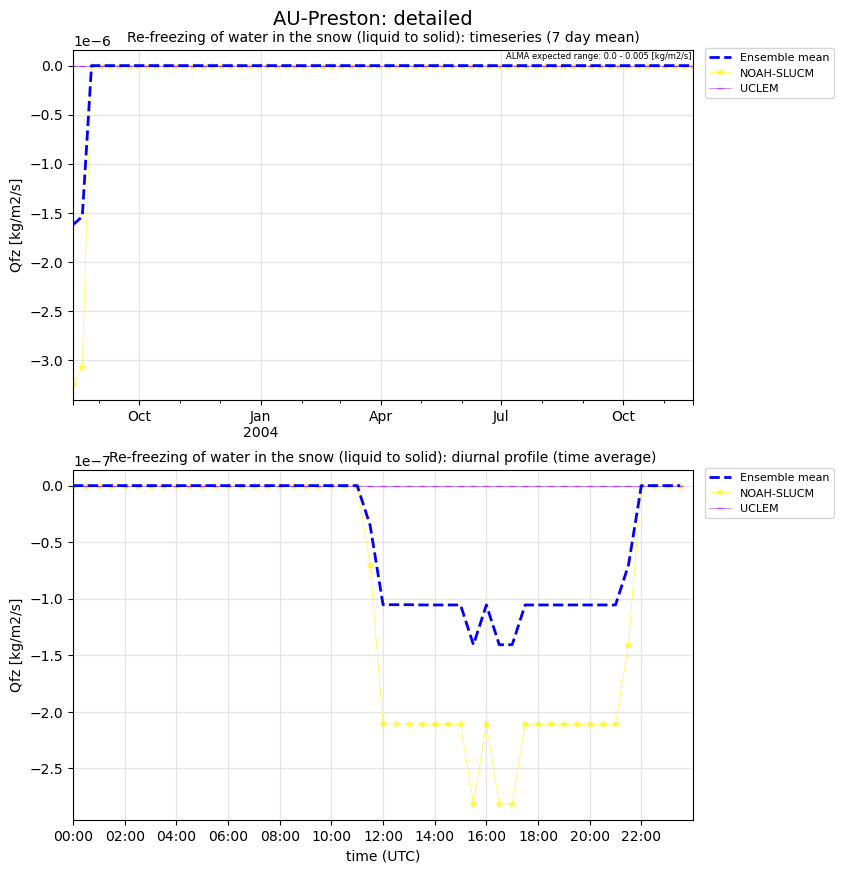 AU-Preston: detailed
Re-freezing of water in the snow (liquid to solid): timeseries (7 day mean)
1e−6
ALMA expected range: 0.0 - 0.005 [kg/m2/s]
Ensemble mean
NOAH-SLUCM
UCLEM
0.0
−0.5
−1.0
−1.5
−2.0
−2.5
−3.0
Qfz [kg/m2/s]
Oct Jan Apr Jul Oct
2004
Re-freezing of water in the snow (liquid to solid): diurnal profile (time average)
1e−7
Ensemble mean
NOAH-SLUCM
UCLEM
0.0
−0.5
−1.0
−1.5
−2.0
−2.5
Qfz [kg/m2/s]
00:00 02:00 04:00 06:00 08:00 10:00 12:00 14:00 16:00 18:00 20:00 22:00
time (UTC)